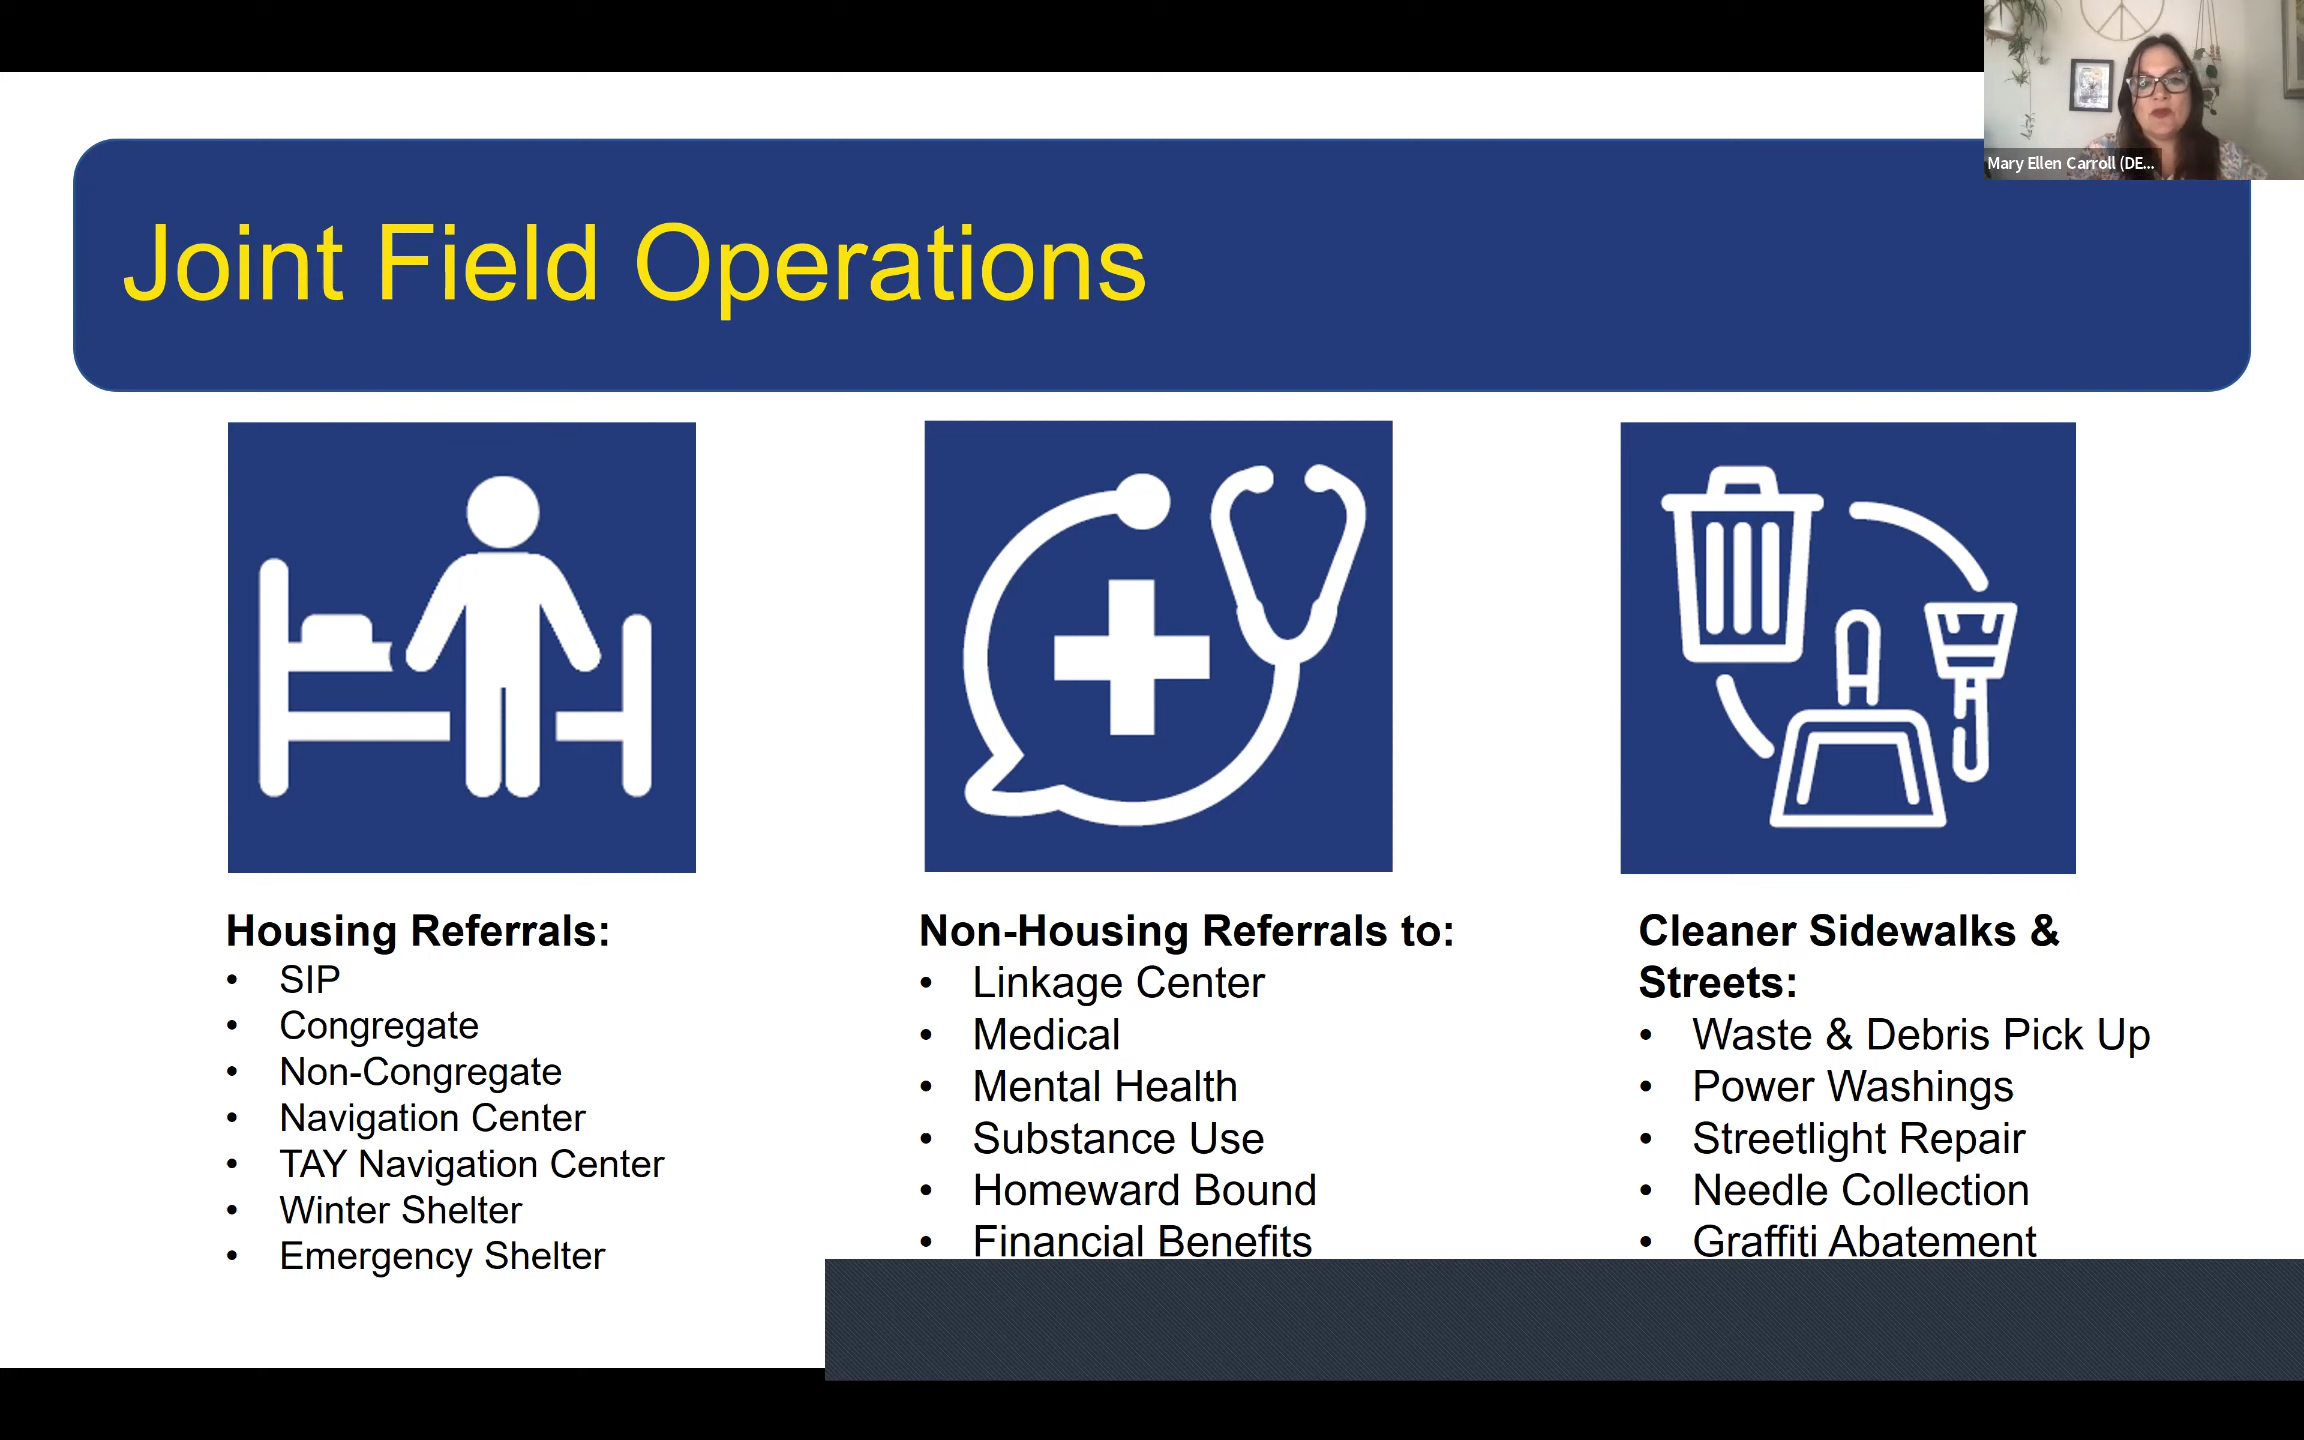 Mary Ellen Carroll (DE...
Joint Field Operations
Housing Referrals:
• SIP
• Congregate
• Non-Congregate
• Navigation Center
• TAY Navigation Center
• Winter Shelter
• Emergency Shelter
Non-Housing Referrals to:
• Linkage Center
• Medical
• Mental Health
• Substance Use
• Homeward Bound
• Financial Benefits
Cleaner Sidewalks &
Streets:
• Waste & Debris Pick Up
• Power Washings
• Streetlight Repair
• Needle Collection
• Graffiti Abatement